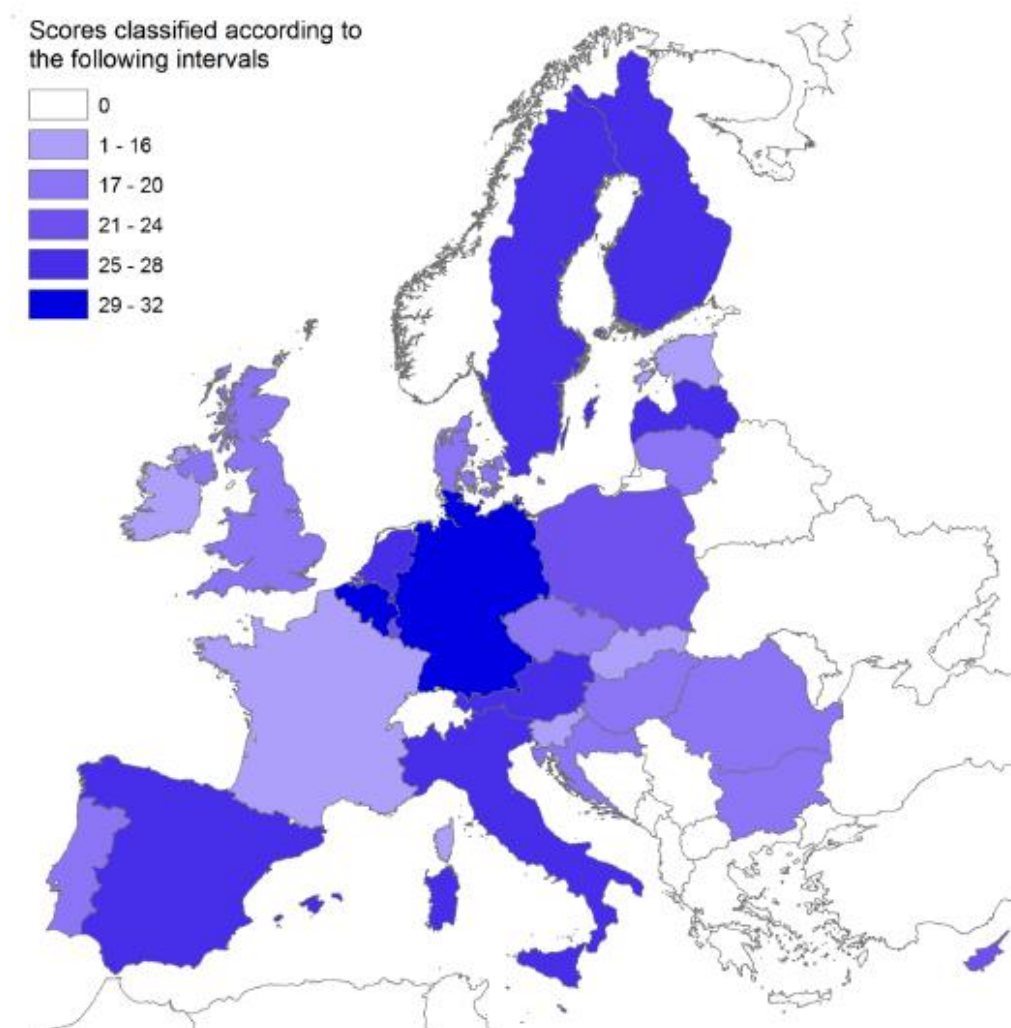 Scores classified according to
the following intervals
0
1 - 16
17 - 20
21 - 24
25 - 28
29 - 32